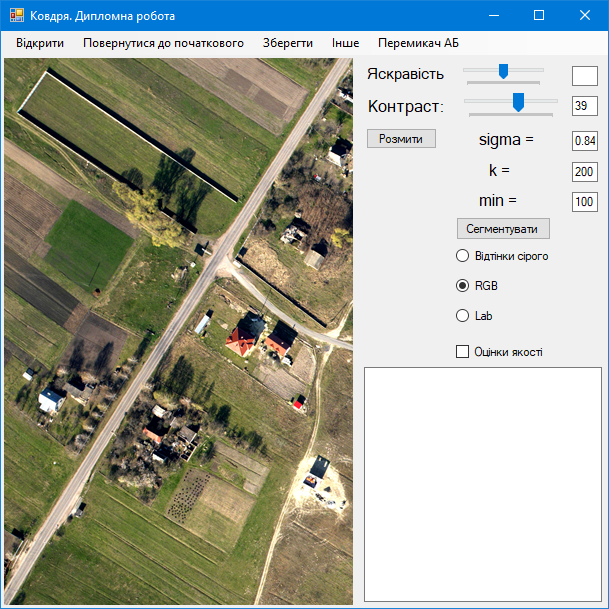 Ковдря. Дипломна робота
Відкрити Повернутися до початкового Зберегти Інше Перемикач АБ
Яскравість
Контраст: 39
Розмити sigma = 0.84
k = 200
min = 100
Сегментувати
Відтінки сірого
RGB
Lab
Оцінки якості